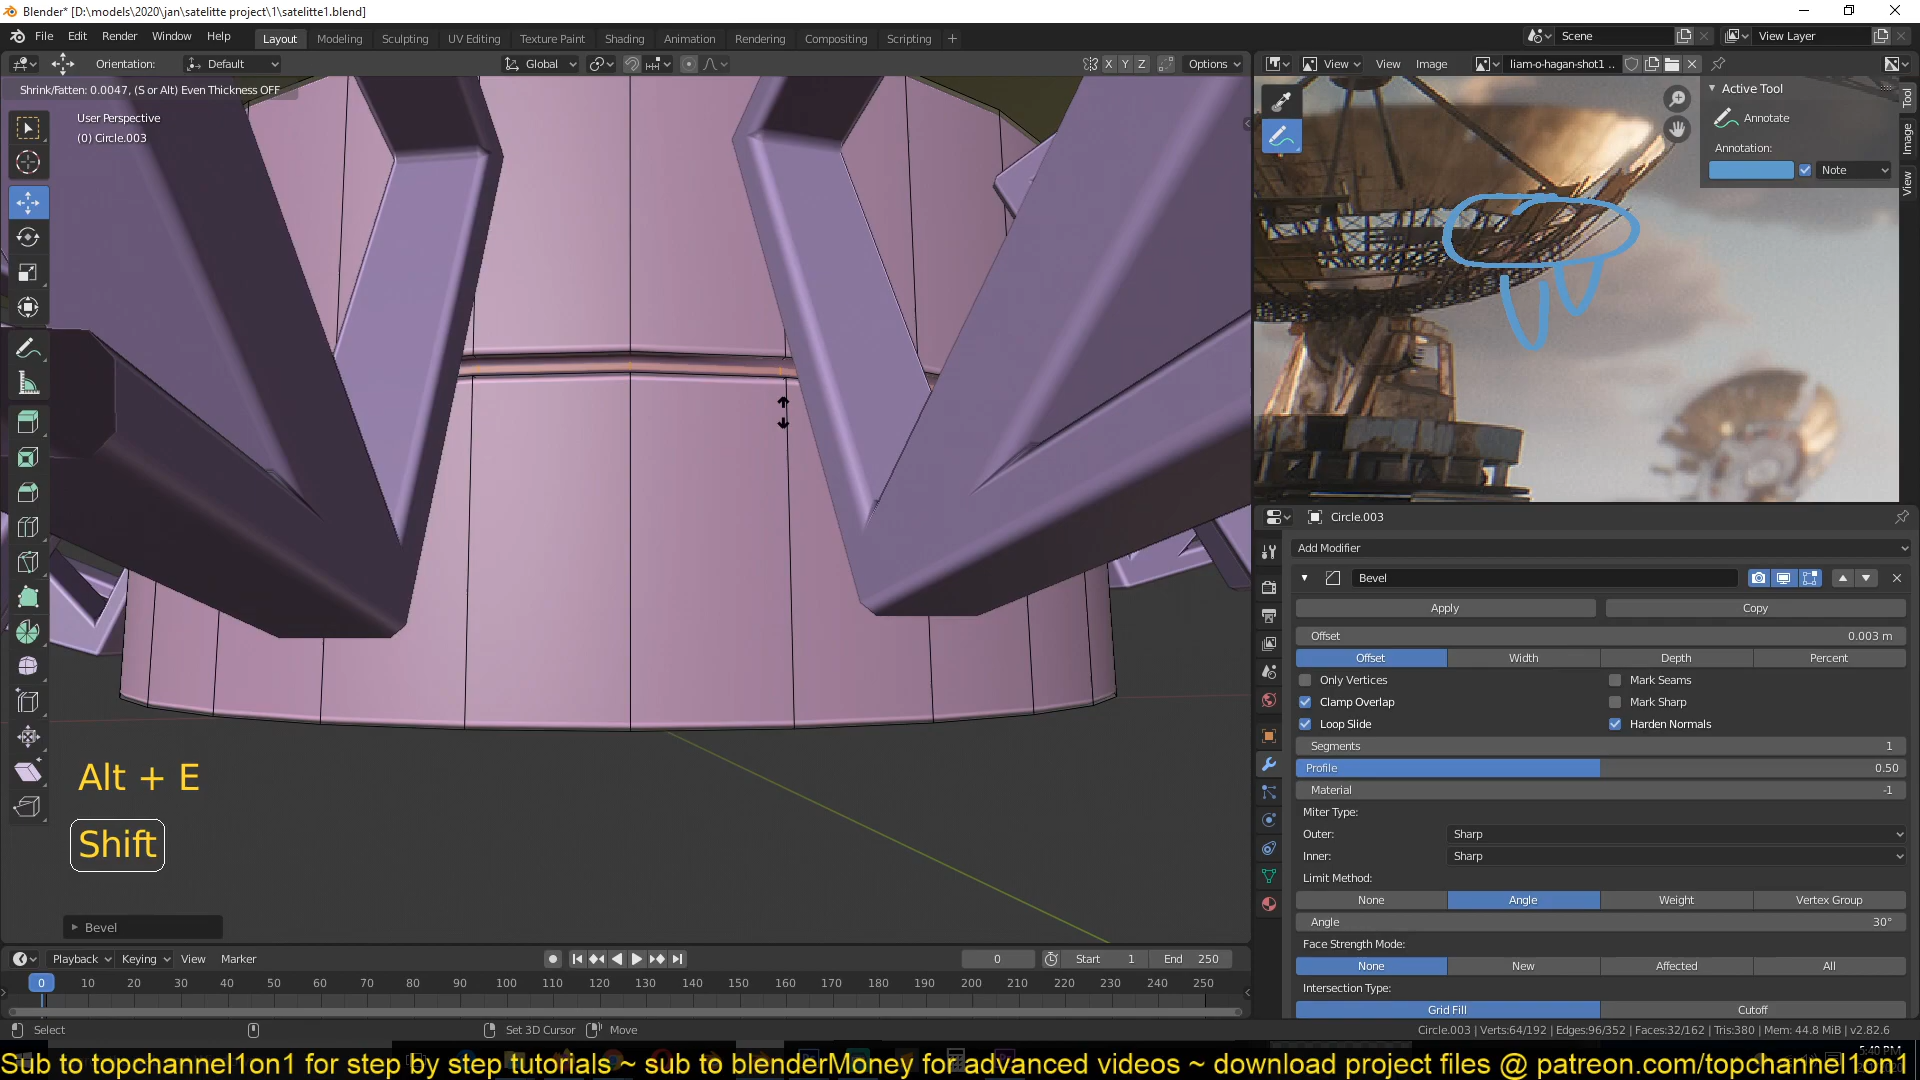 Blender* [D:\models\2020\jan\satelitte project\1\satelitte1.blend]
File Edit Render Window Help Layout Modeling Sculpting UV Editing Texture Paint Shading Animation Rendering Compositing Scripting + Scene View Layer
Orientation: Default Global X Y Z Options View View Image liam-o-hagan-shot1 ..
Shrink/Fatten: 0.0047, (S or Alt) Even Thickness OFF
User Perspective
(0) Circle.003
Active Tool
Annotate
Annotation:
Note
Tool
Image
View
Circle.003
Add Modifier
Bevel
Apply Copy
Offset 0.003 m
Offset Width Depth Percent
Only Vertices Mark Seams
Clamp Overlap Mark Sharp
Loop Slide Harden Normals
Segments 1
Profile 0.50
Material -1
Miter Type:
Outer: Sharp
Inner: Sharp
Limit Method:
None Angle Weight Vertex Group
Angle 30°
Face Strength Mode:
None New Affected All
Intersection Type:
Grid Fill Cutoff
Alt + E
Shift
Bevel
Playback Keying View Marker 0 Start 1 End 250
0 10 20 30 40 50 60 70 80 90 100 110 120 130 140 150 160 170 180 190 200 210 220 230 240 250
Select Set 3D Cursor Move Circle.003 | Verts:64/192 | Edges:96/352 | Faces:32/162 | Tris:380 | Mem: 44.8 MiB | v2.82.6
5:40 PM
Sub to topchannel1on1 for step by step tutorials ~ sub to blenderMoney for advanced videos ~ download project files @ patreon.com/topchannel1on1